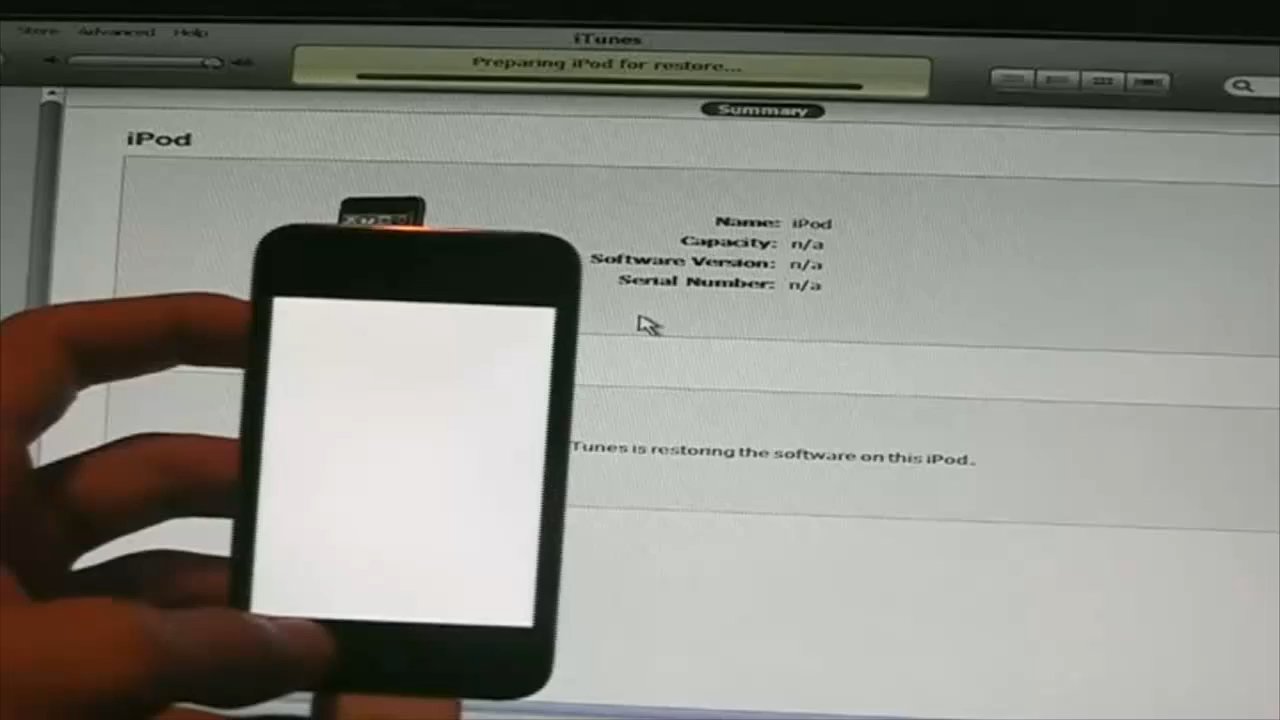 Store Advanced Help
iTunes
Preparing iPod for restore...
Summary
iPod
Name: iPod
Capacity: n/a
Software Version: n/a
Serial Number: n/a
Tunes is restoring the software on this iPod.